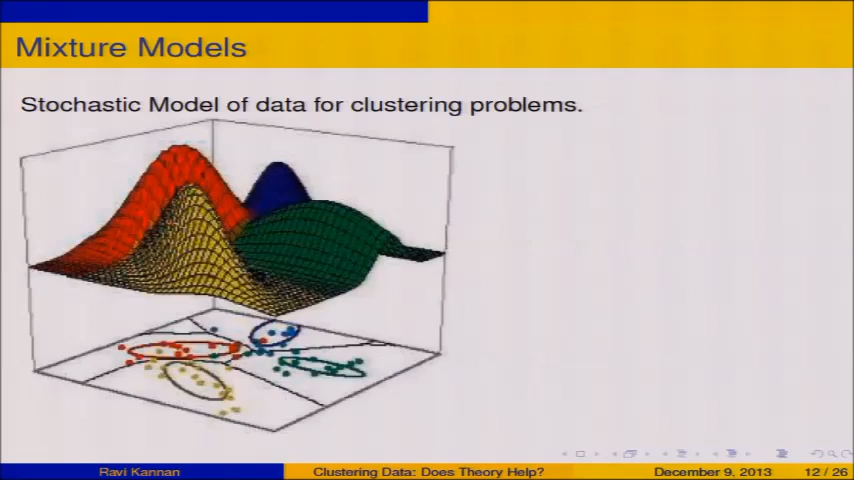 Mixture Models
Stochastic Model of data for clustering problems.
Ravi Kannan
Clustering Data: Does Theory Help?
December 9, 2013
12 / 26